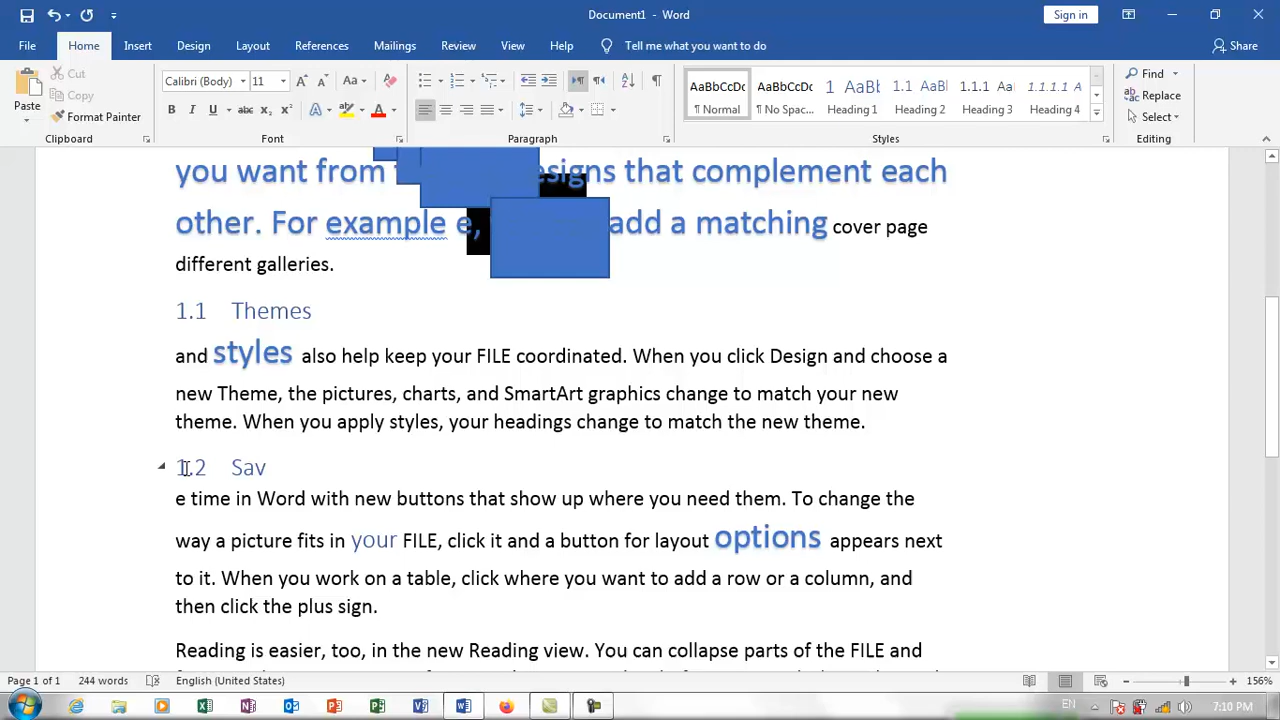 Document1 - Word
Sign in
File Home Insert Design Layout References Mailings Review View Help Tell me what you want to do Share
Paste
Cut
Copy
Format Painter
Clipboard
Calibri (Body) 11
Font
Paragraph
AaBbCcDc AaBbCcDc 1 AaBb 1.1 AaBb 1.1.1 AaB 1.1.1.1 A
¶ Normal ¶ No Spac... Heading 1 Heading 2 Heading 3 Heading 4
Styles
Find
Replace
Select
Editing
you want from designs that complement each
other. For example e, add a matching cover page
different galleries.
1.1 Themes
and styles also help keep your FILE coordinated. When you click Design and choose a
new Theme, the pictures, charts, and SmartArt graphics change to match your new
theme. When you apply styles, your headings change to match the new theme.
1.2 Sav
e time in Word with new buttons that show up where you need them. To change the
way a picture fits in your FILE, click it and a button for layout options appears next
to it. When you work on a table, click where you want to add a row or a column, and
then click the plus sign.
Reading is easier, too, in the new Reading view. You can collapse parts of the FILE and
Page 1 of 1 244 words English (United States) 156%
EN 7:10 PM